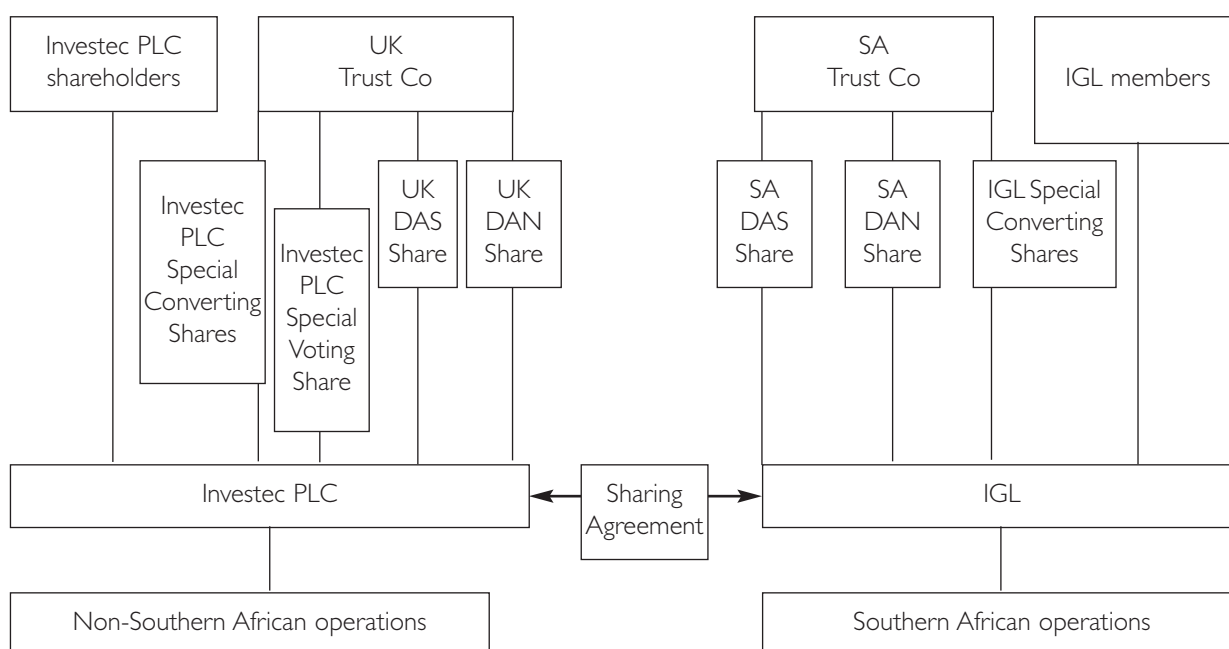 Investec PLC
shareholders
UK
Trust Co
SA
Trust Co
IGL members
Investec
PLC
Special
Converting
Shares
Investec
PLC
Special
Voting
Share
UK
DAS
Share
UK
DAN
Share
SA
DAS
Share
SA
DAN
Share
IGL Special
Converting
Shares
Investec PLC
Sharing
Agreement
IGL
Non-Southern African operations
Southern African operations